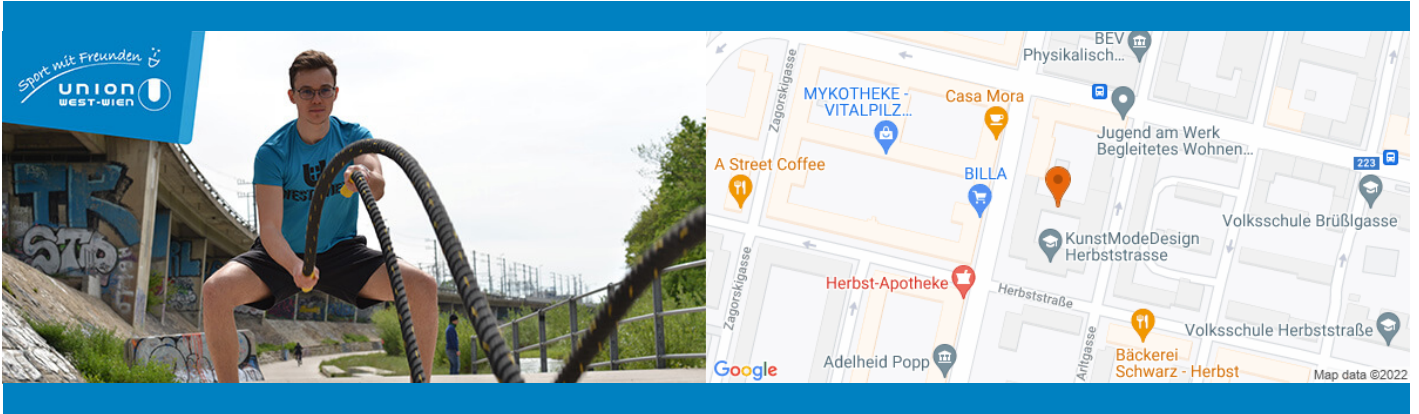 Sport mit Freunden
UNION
WEST-WIEN
Zagorskigasse
MYKOTHEKE -
VITALPILZ...
Casa Mora
BEV
Physikalisch...
Jugend am Werk
Begleitetes Wohnen...
223
A Street Coffee
BILLA
Volksschule Brüßlgasse
KunstModeDesign
Herbststrasse
Zagorskigasse
Herbst-Apotheke
Herbststraße
Arltgasse
Volksschule Herbststraße
Bäckerei
Schwarz - Herbst
Adelheid Popp
Google
Map data ©2022